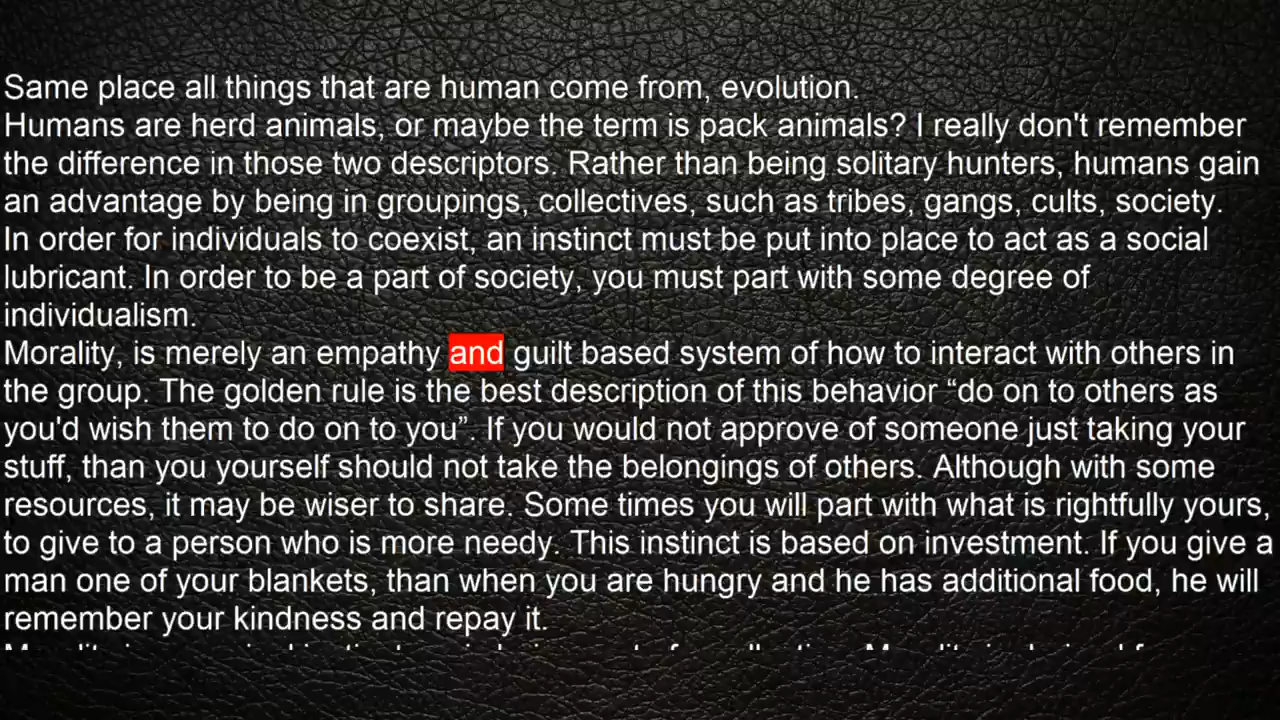 Same place all things that are human come from, evolution.
Humans are herd animals, or maybe the term is pack animals? I really don't remember
the difference in those two descriptors. Rather than being solitary hunters, humans gain
an advantage by being in groupings, collectives, such as tribes, gangs, cults, society.
In order for individuals to coexist, an instinct must be put into place to act as a social
lubricant. In order to be a part of society, you must part with some degree of
individualism.
Morality, is merely an empathy and guilt based system of how to interact with others in
the group. The golden rule is the best description of this behavior “do on to others as
you'd wish them to do on to you”. If you would not approve of someone just taking your
stuff, than you yourself should not take the belongings of others. Although with some
resources, it may be wiser to share. Some times you will part with what is rightfully yours,
to give to a person who is more needy. This instinct is based on investment. If you give a
man one of your blankets, than when you are hungry and he has additional food, he will
remember your kindness and repay it.